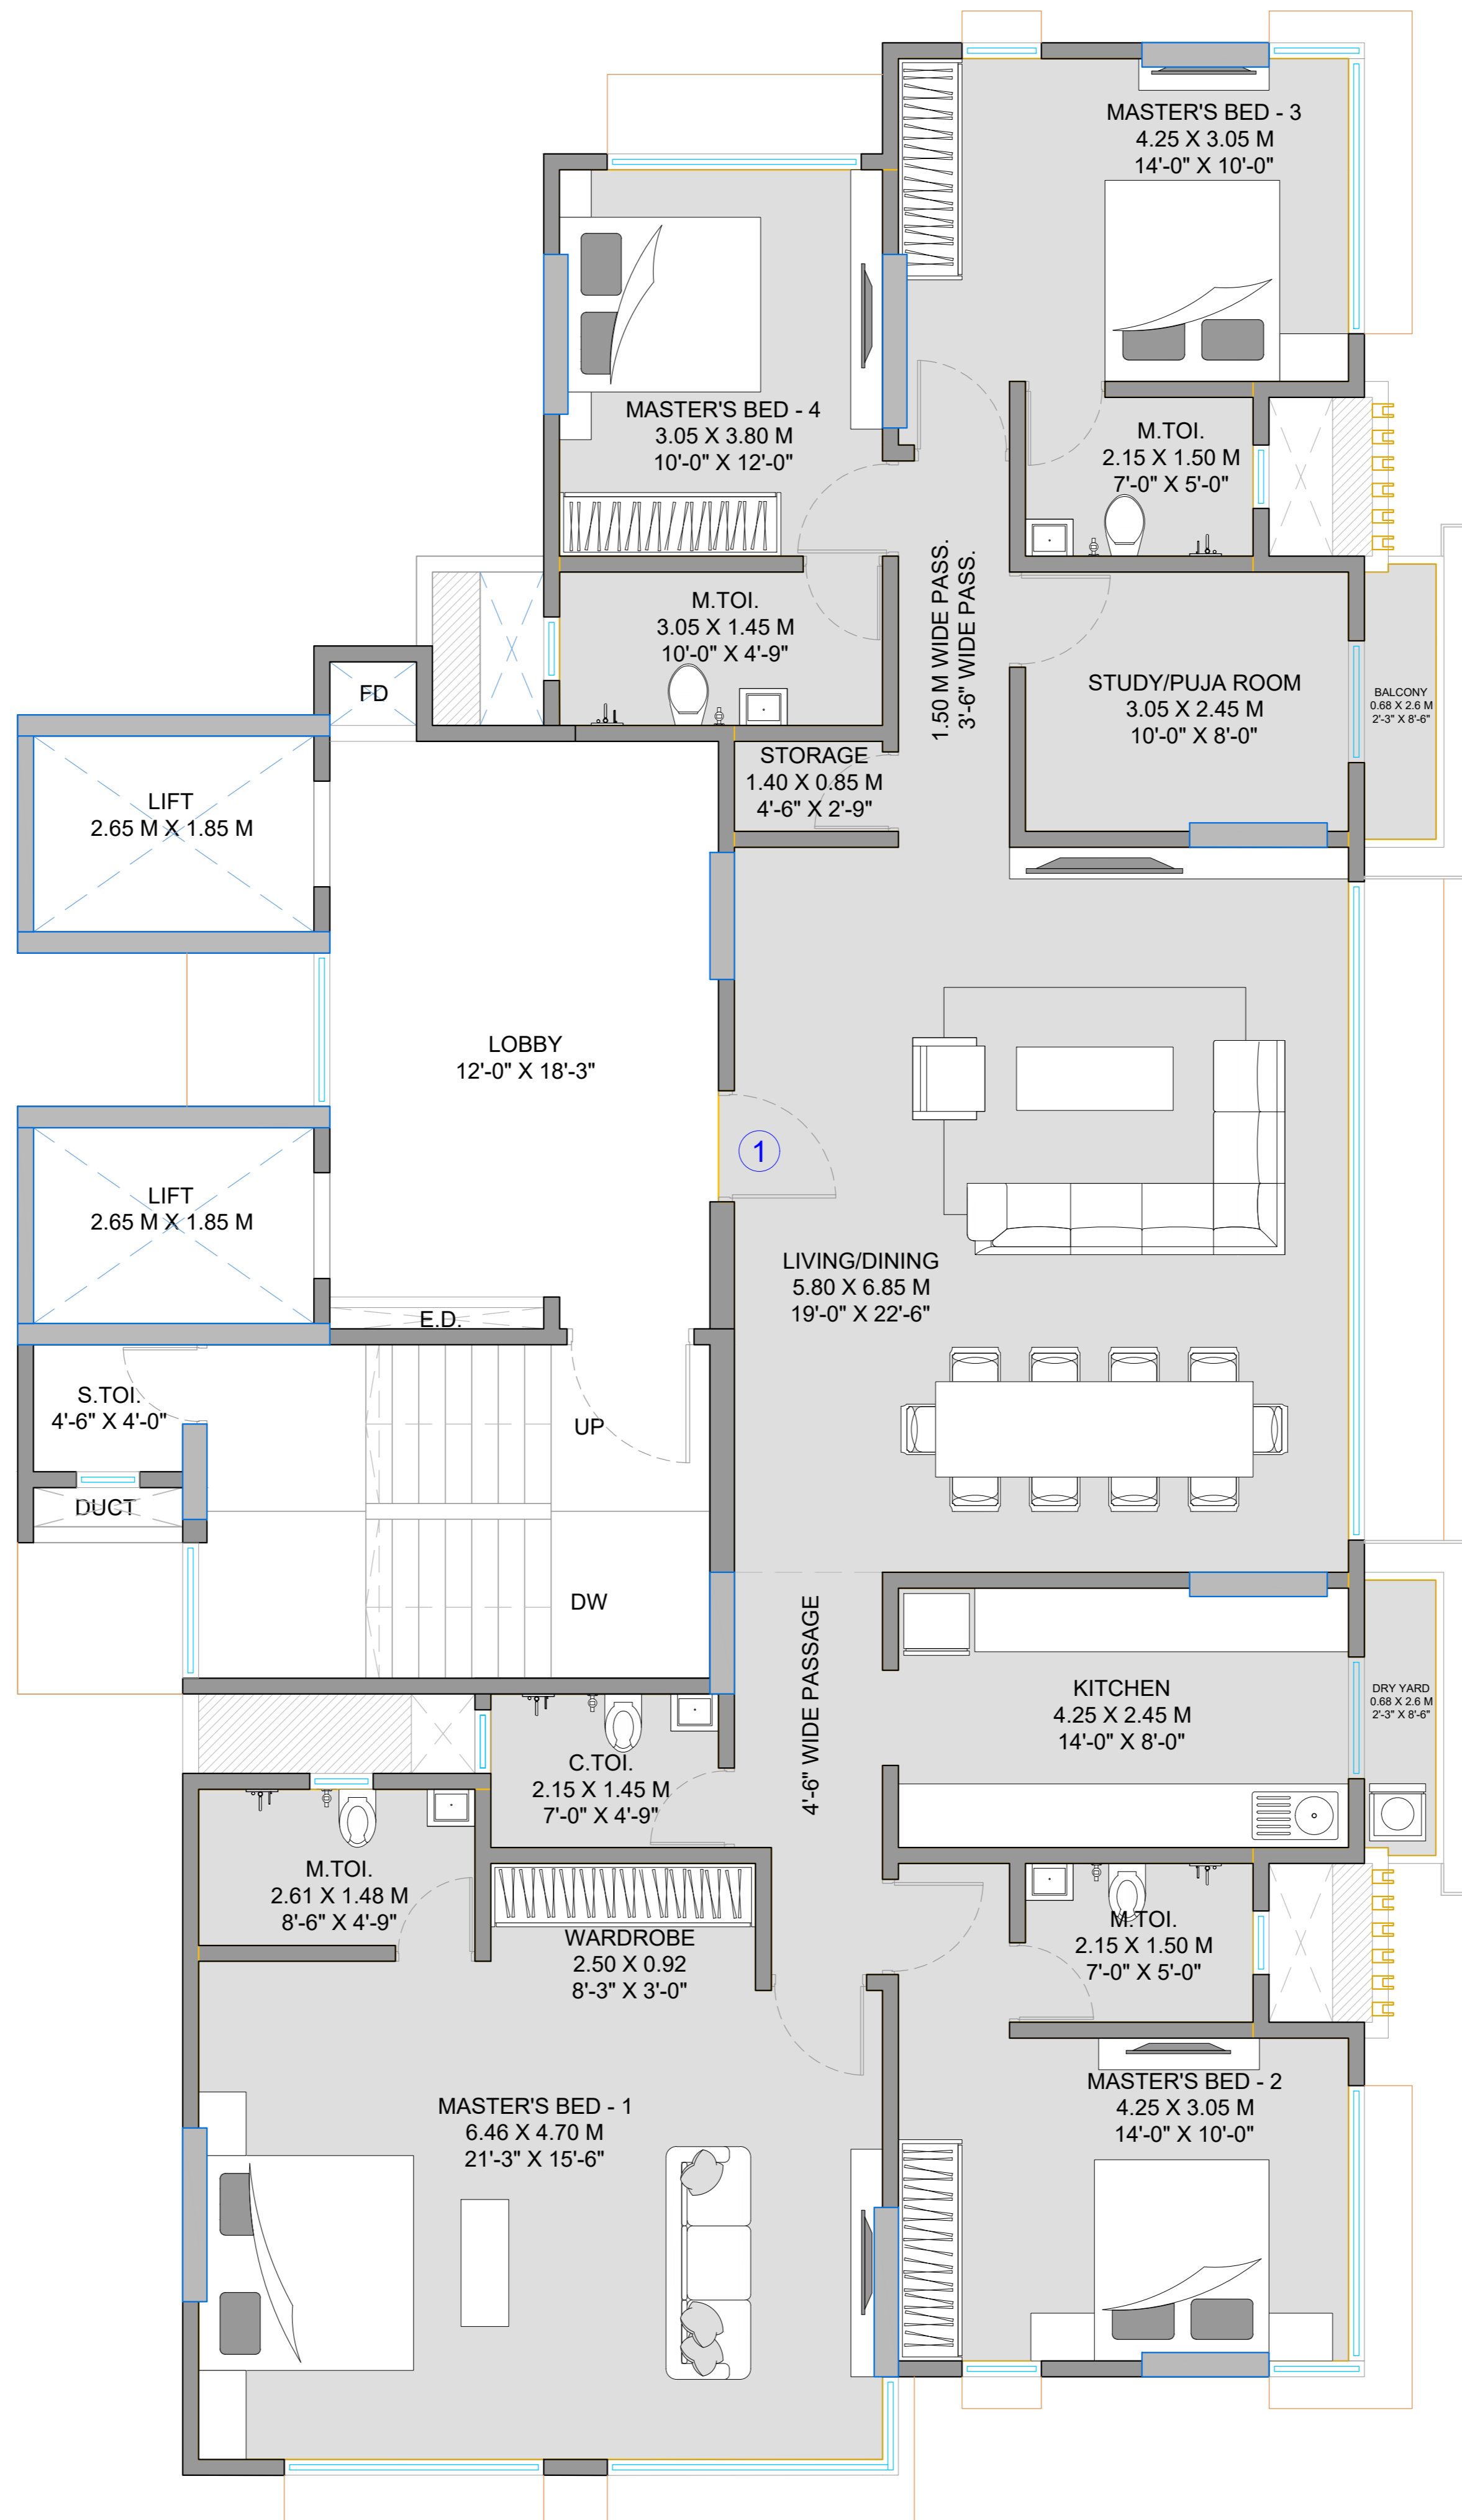 MASTER'S BED - 3
4.25 X 3.05 M
14'-0" X 10'-0"
MASTER'S BED - 4
3.05 X 3.80 M
10'-0" X 12'-0"
M.TOI.
2.15 X 1.50 M
7'-0" X 5'-0"
1.50 M WIDE PASS.
3'-6" WIDE PASS.
M.TOI.
3.05 X 1.45 M
10'-0" X 4'-9"
FD
STUDY/PUJA ROOM
3.05 X 2.45 M
10'-0" X 8'-0"
BALCONY
0.68 X 2.6 M
2'-3" X 8'-6"
STORAGE
1.40 X 0.85 M
4'-6" X 2'-9"
LIFT
2.65 M X 1.85 M
LOBBY
12'-0" X 18'-3"
1
LIFT
2.65 M X 1.85 M
LIVING/DINING
5.80 X 6.85 M
19'-0" X 22'-6"
E.D.
S.TOI.
4'-6" X 4'-0"
UP
DUCT
DW
4'-6" WIDE PASSAGE
KITCHEN
4.25 X 2.45 M
14'-0" X 8'-0"
DRY YARD
0.68 X 2.6 M
2'-3" X 8'-6"
C.TOI.
2.15 X 1.45 M
7'-0" X 4'-9"
M.TOI.
2.61 X 1.48 M
8'-6" X 4'-9"
WARDROBE
2.50 X 0.92
8'-3" X 3'-0"
M.TOI.
2.15 X 1.50 M
7'-0" X 5'-0"
MASTER'S BED - 1
6.46 X 4.70 M
21'-3" X 15'-6"
MASTER'S BED - 2
4.25 X 3.05 M
14'-0" X 10'-0"